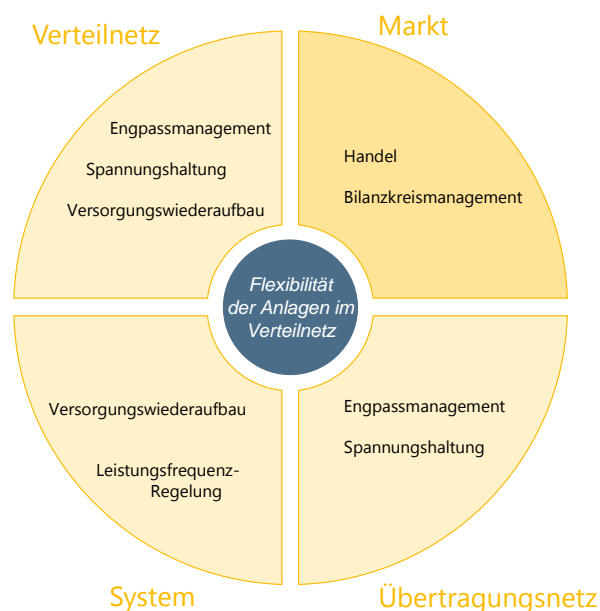 Verteilnetz
Markt
Engpassmanagement
Spannungshaltung
Versorgungswiederaufbau
Handel
Bilanzkreismanagement
Flexibilität
der Anlagen im
Verteilnetz
Versorgungswiederaufbau
Leistungsfrequenz-
Regelung
Engpassmanagement
Spannungshaltung
System
Übertragungsnetz